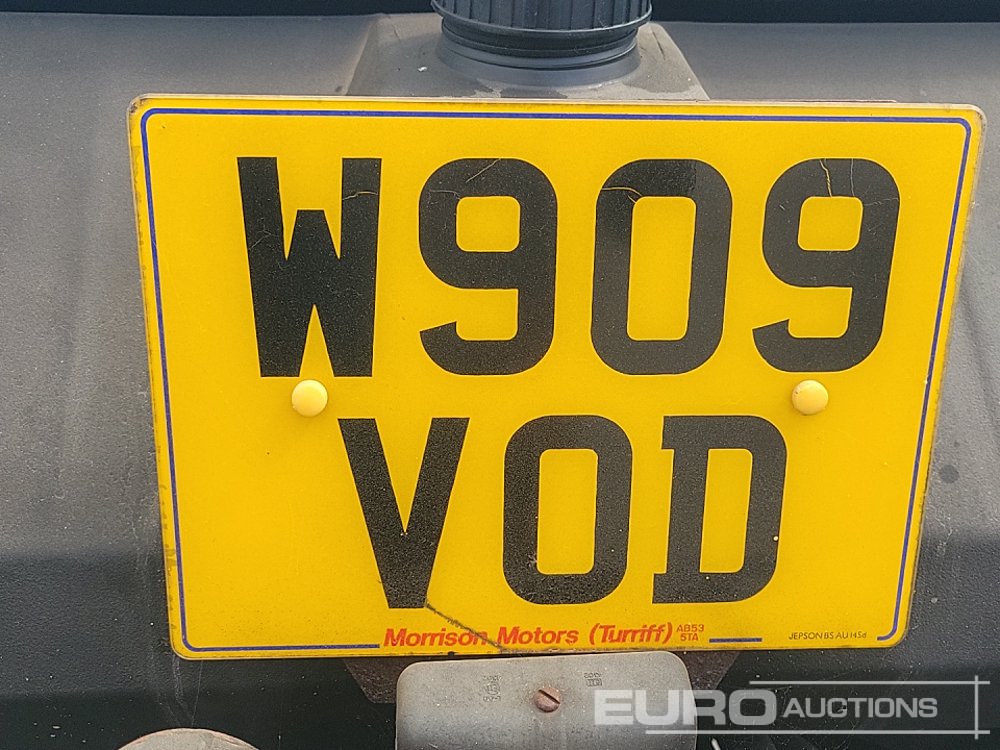 W909
VOD
Morrison Motors (Turriff) AB53 5TA
JEPSON BS AU 145d
EURO AUCTIONS